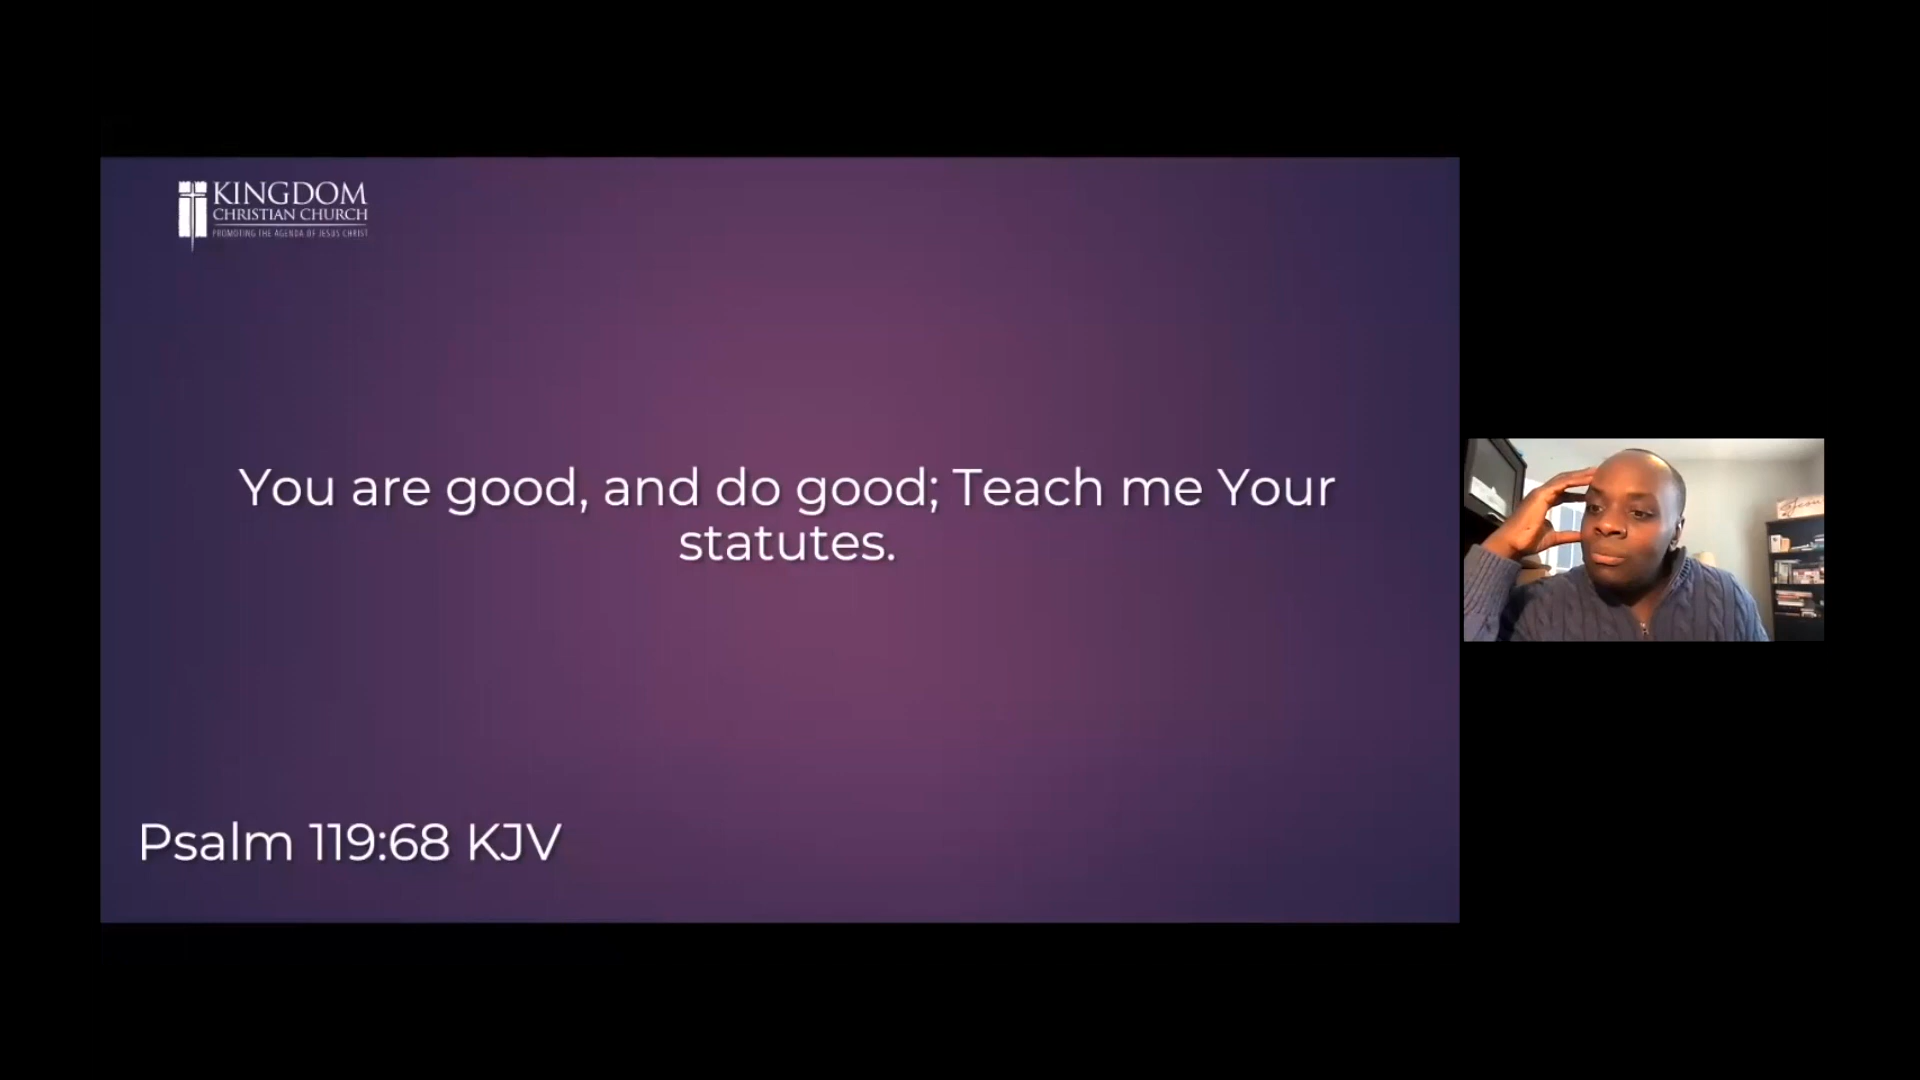 KINGDOM
CHRISTIAN CHURCH
PROMOTING THE AGENDA OF JESUS CHRIST
You are good, and do good; Teach me Your
statutes.
Psalm 119:68 KJV